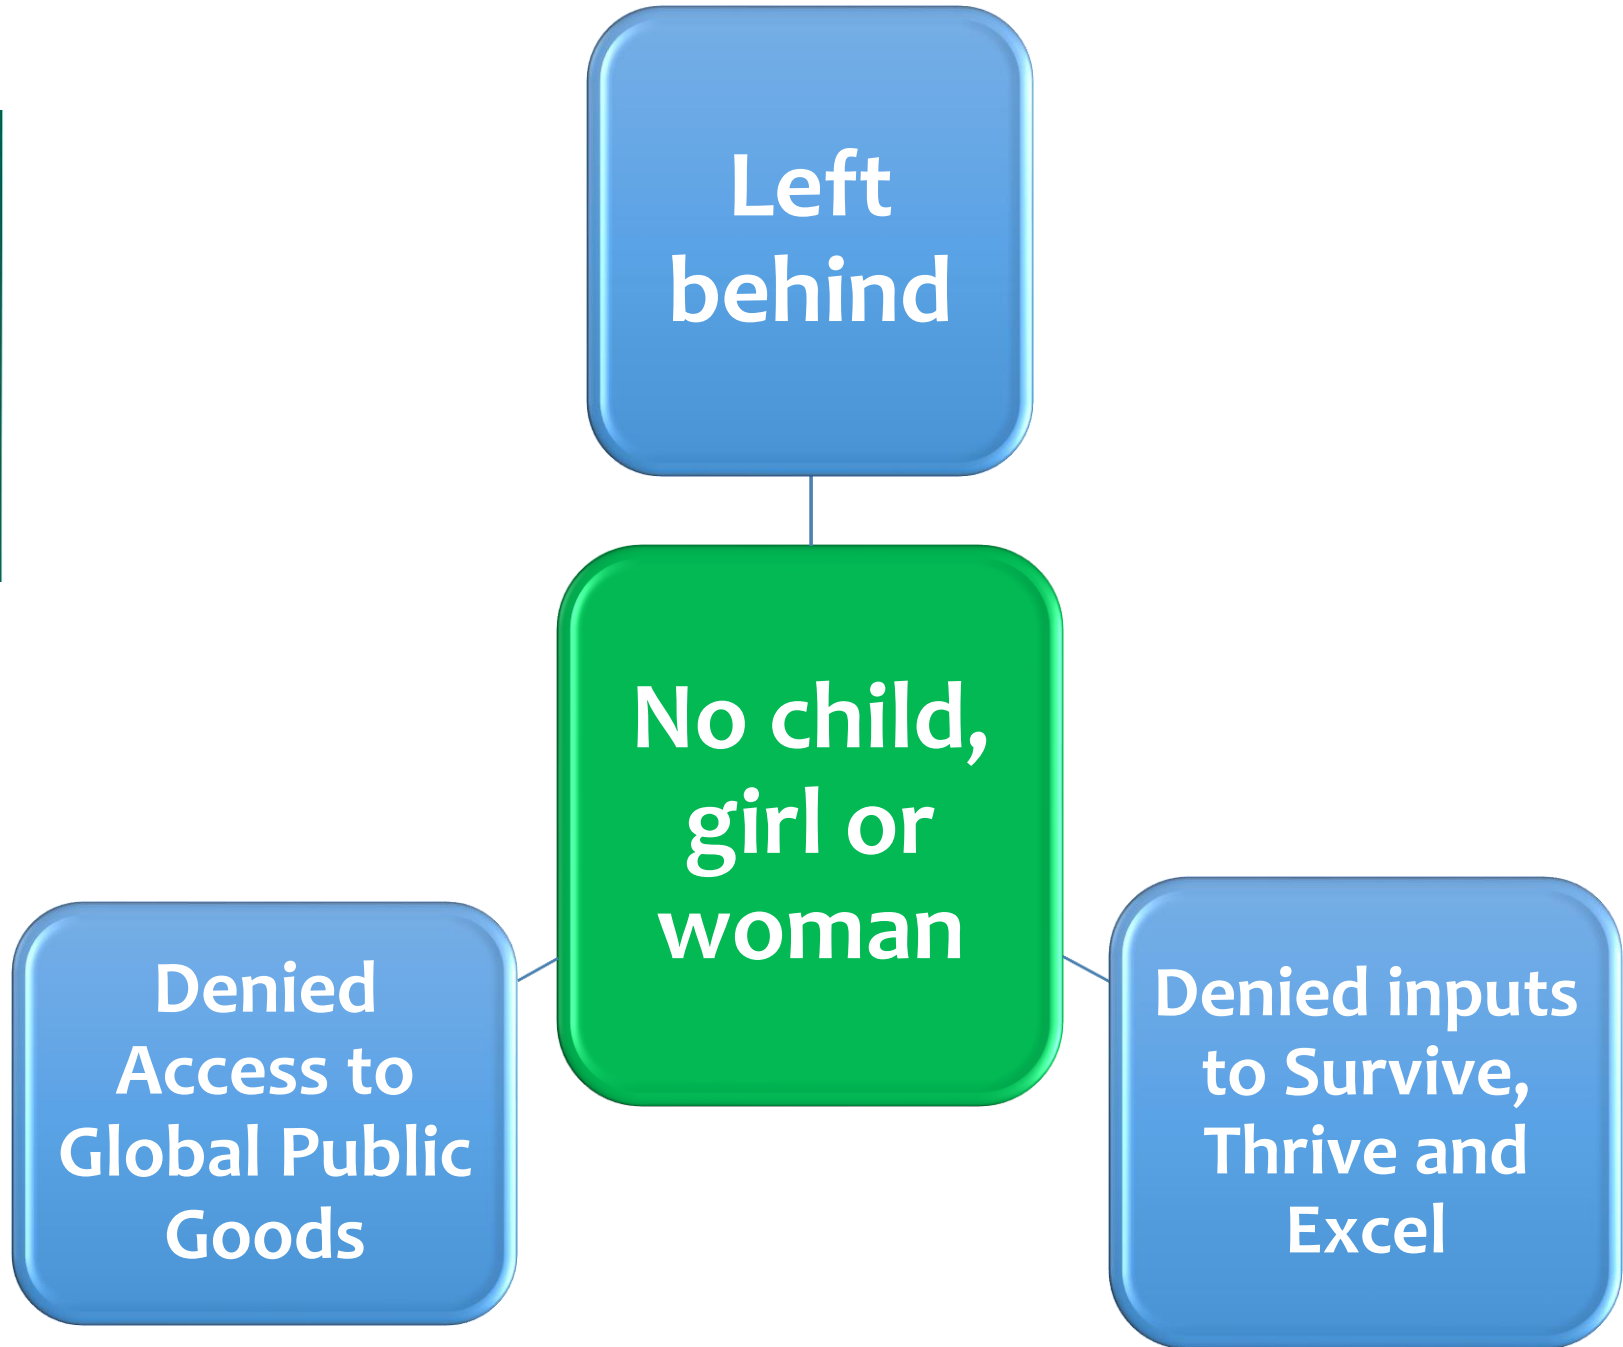 Left
behind
No child,
girl or
woman
Denied
Access to
Global Public
Goods
Denied inputs
to Survive,
Thrive and
Excel